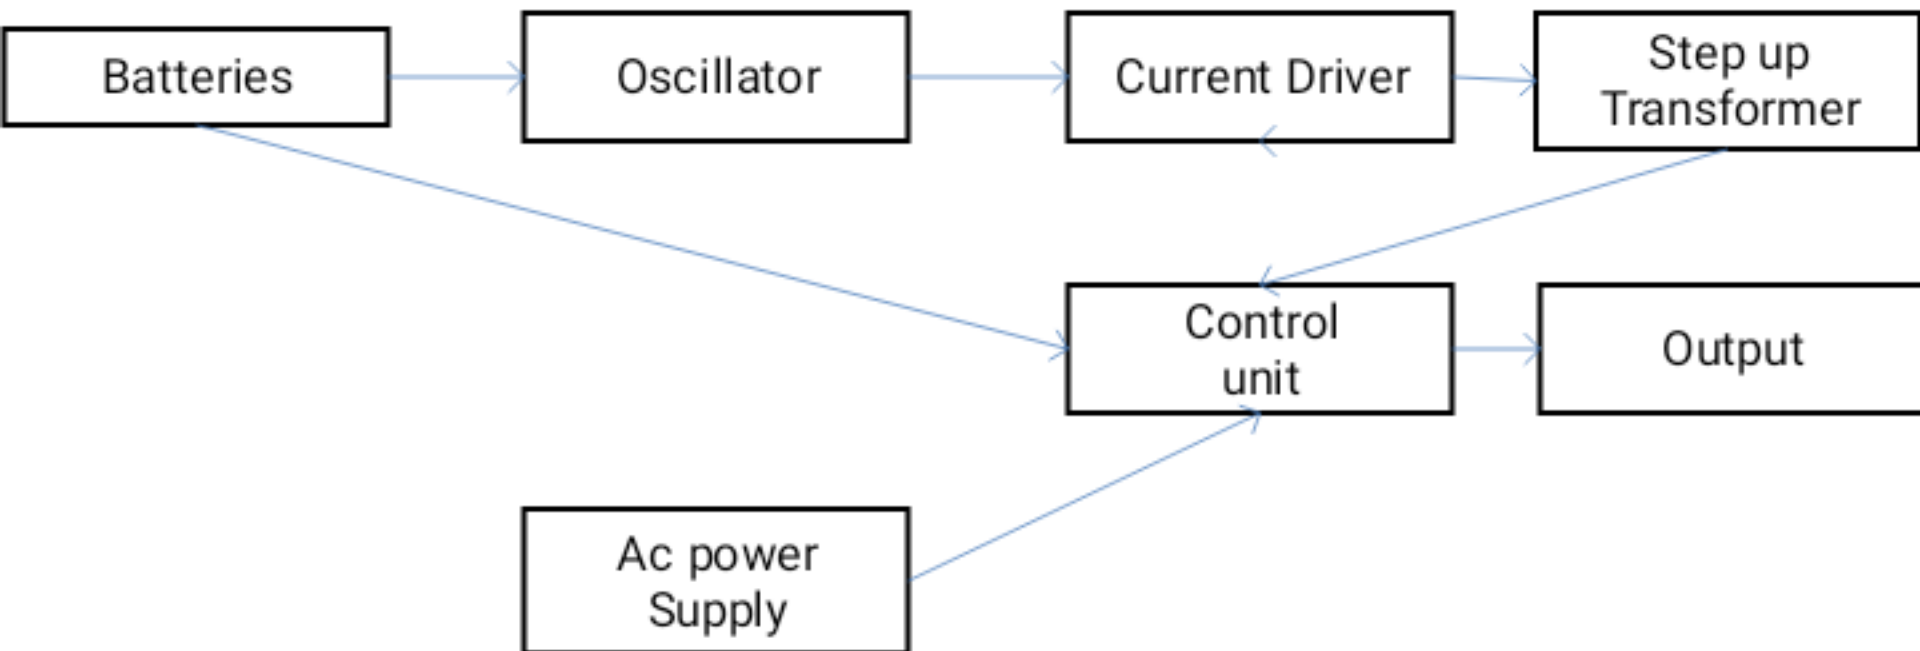 Batteries
Oscillator
Current Driver
Step up
Transformer
Control
unit
Output
Ac power
Supply